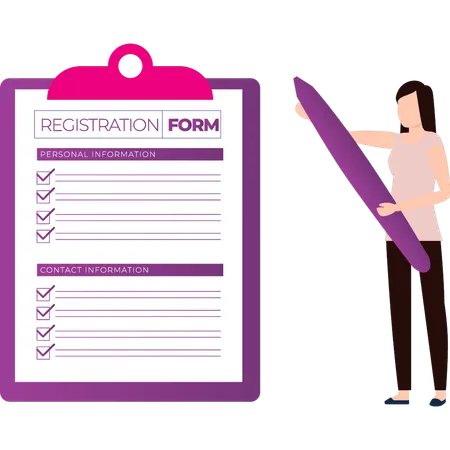 REGISTRATION FORM
PERSONAL INFORMATION
CONTACT INFORMATION